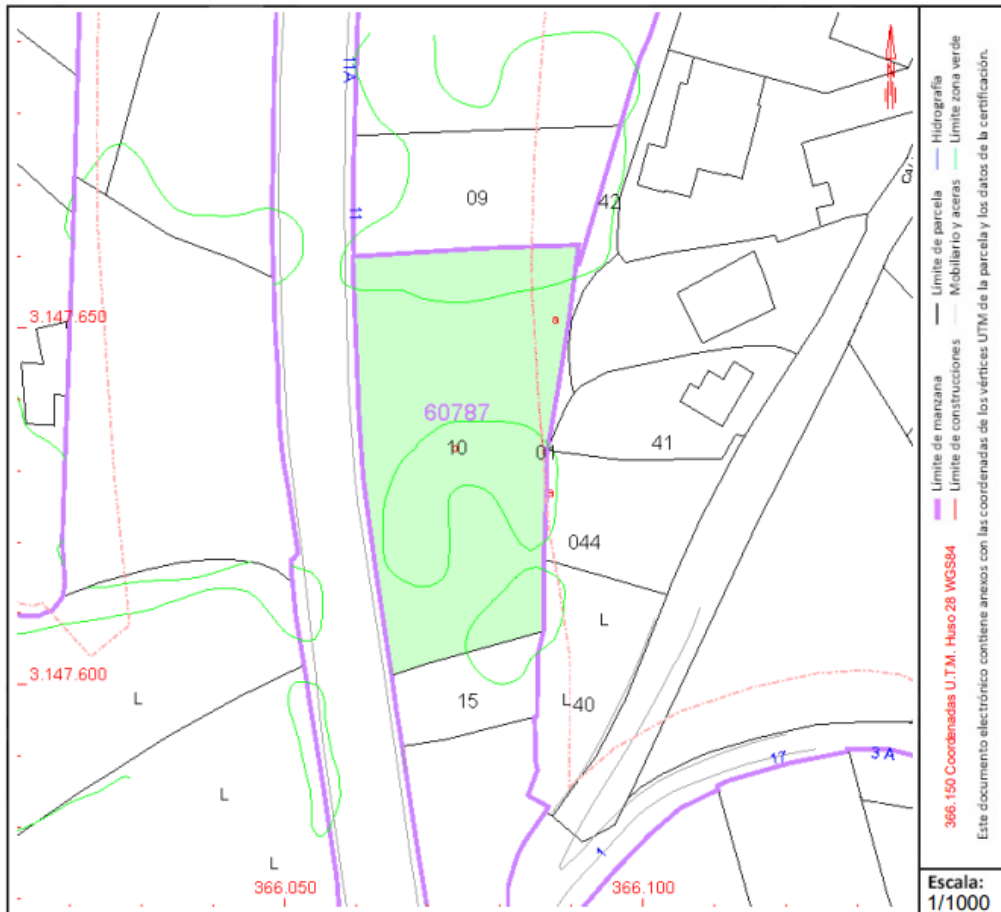 11A
09
42
11
3.147.650
a
60787
10
01
41
a
044
L
3.147.600
L
15
L
40
17
3 A
L
1
L
366.050
366.100
Hidrografía
Límite zona verde
Límite de parcela
Mobiliario y aceras
Límite de manzana
Límite de construcciones
366.150 Coordenadas U.T.M. Huso 28 WGS84
Este documento electrónico contiene anexos con las coordenadas de los vértices UTM de la parcela y los datos de la certificación.
Escala:
1/1000